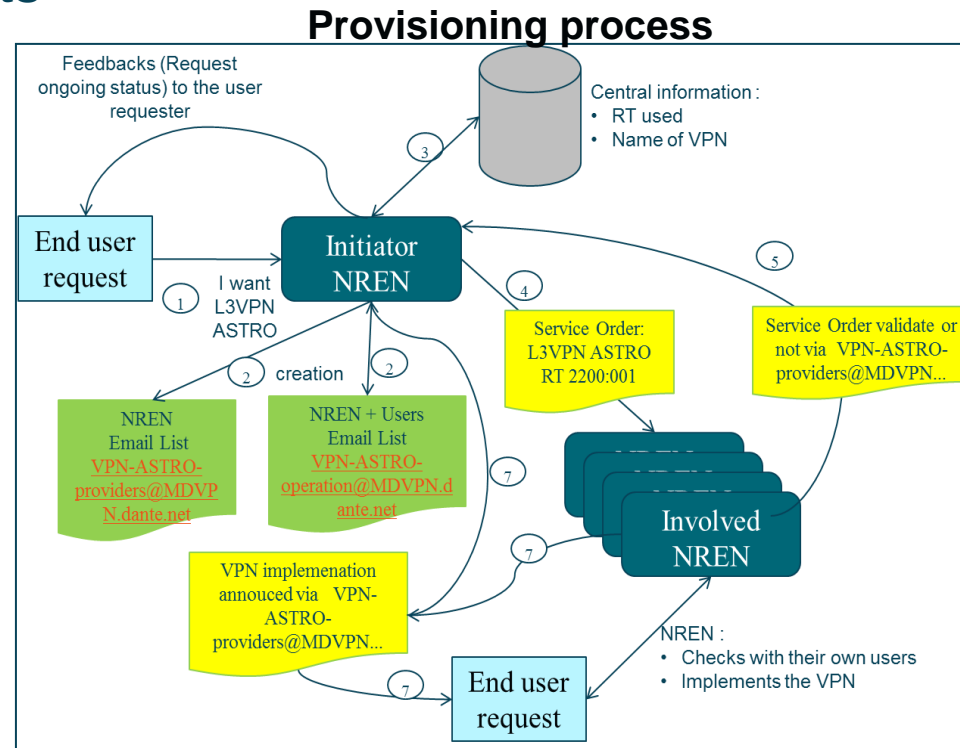 Provisioning process
Feedbacks (Request
ongoing status) to the user
requester
Central information :
• RT used
• Name of VPN
3
End user
request
Initiator
NREN
1
I want
L3VPN
ASTRO
4
5
Service Order:
L3VPN ASTRO
RT 2200:001
Service Order validate or
not via VPN-ASTRO-
providers@MDVPN...
2
creation
2
NREN
Email List
VPN-ASTRO-
providers@MDVP
N.dante.net
NREN + Users
Email List
VPN-ASTRO-
operation@MDVPN.d
ante.net
7
Involved
NREN
7
VPN implemenation
annouced via VPN-
ASTRO-
providers@MDVPN...
NREN :
• Checks with their own users
• Implements the VPN
7
End user
request